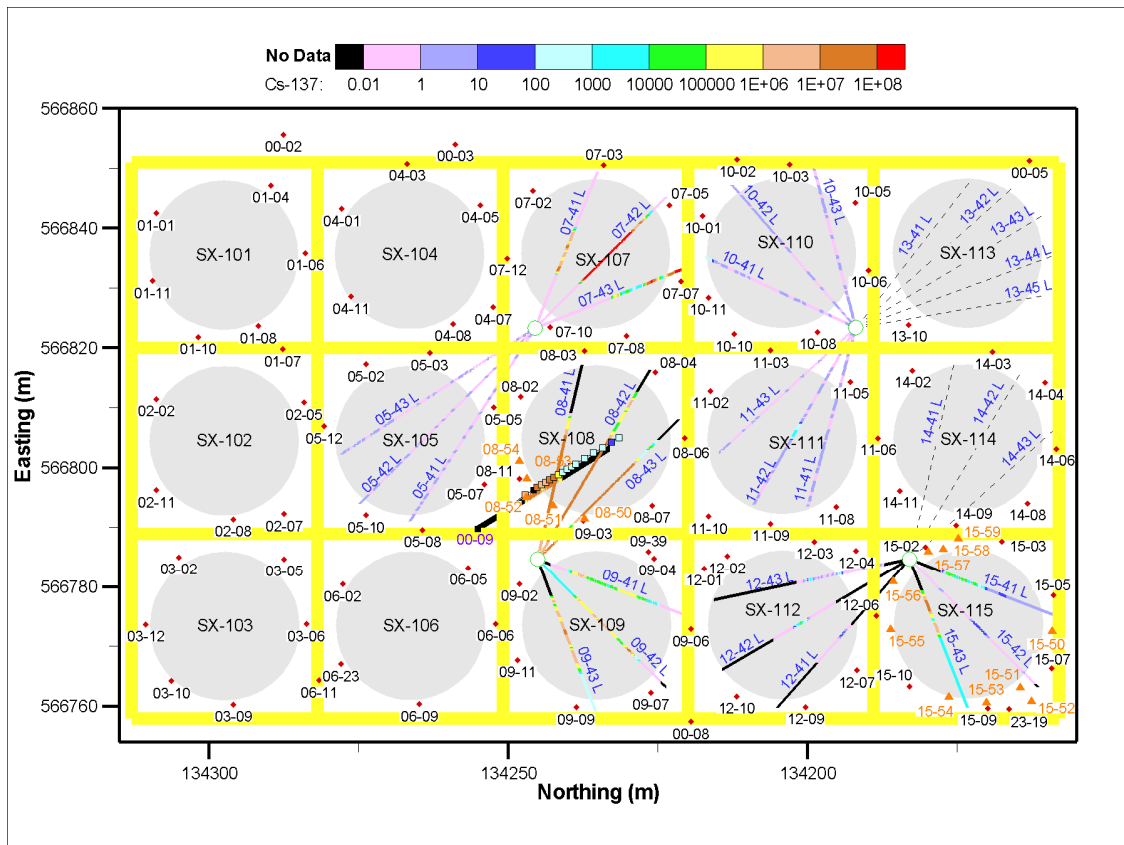 No Data
Cs-137: 0.01 1 10 100 1000 10000 100000 1E+06 1E+07 1E+08
566860
00-02
00-03
07-03
10-02
10-03
00-05
04-03
01-04
07-02
07-05
10-05
01-01
04-01
04-05
10-01
07-41 L
07-42 L
10-42 L
10-43 L
13-41 L
13-42 L
13-43 L
566840
SX-101
SX-104
SX-107
SX-110
SX-113
01-06
07-12
10-41 L
13-44 L
01-11
04-11
07-43 L
07-07
10-06
13-45 L
10-11
04-07
01-10
01-07
04-08
07-10
07-08
10-10
10-08
13-10
566820
05-02
05-03
08-03
08-04
11-03
14-03
08-02
11-02
11-05
14-02
14-04
02-02
02-05
05-05
05-43 L
08-41 L
08-42 L
11-43 L
14-41 L
14-42 L
05-12
SX-102
SX-105
SX-108
SX-111
SX-114
Easting (m)
566800
08-54
08-53
08-06
11-06
14-06
14-43 L
05-42 L
05-41 L
08-11
08-43 L
11-42 L
11-41 L
02-11
05-07
08-52
08-51
08-50
08-07
14-11
02-08
02-07
05-10
05-08
00-09
09-03
11-10
11-09
11-08
14-09
14-08
15-59
03-02
03-05
06-05
09-39
09-04
12-03
12-04
15-02
15-03
15-58
15-57
566780
06-02
09-02
09-41 L
12-01
12-02
12-43 L
12-06
15-56
15-41 L
15-05
03-12
SX-103
03-06
SX-106
06-06
SX-109
09-06
SX-112
SX-115
15-55
15-50
12-42 L
15-43 L
15-42 L
06-23
09-11
09-42 L
12-41 L
12-07
15-10
15-07
15-51
03-10
06-11
09-43 L
09-07
12-10
15-53
15-54
15-52
566760
03-09
06-09
09-09
00-08
12-09
15-09
23-19
134300
134250
134200
Northing (m)